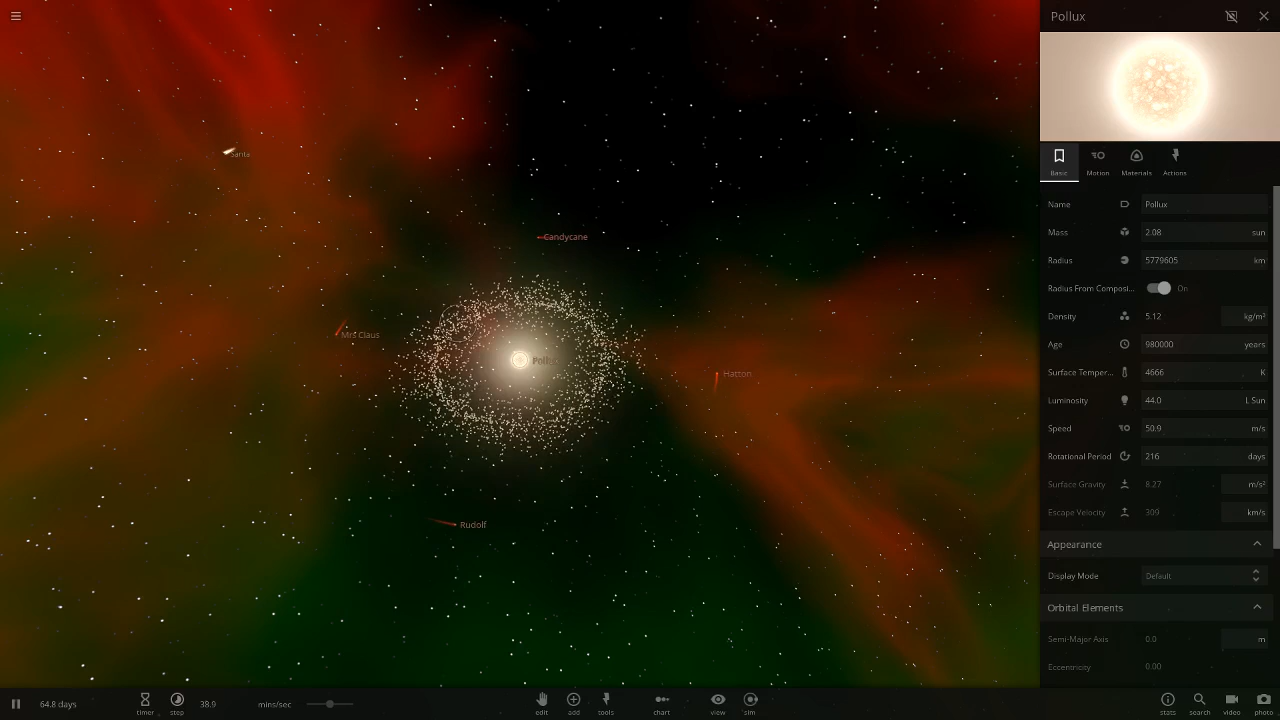 Pollux
Santa
Candycane
Mrs Claus
Pollux
Hatton
Rudolf
Basic Motion Materials Actions
Name Pollux
Mass 2.08 sun
Radius 5779605 km
Radius From Composi... On
Density 5.12 kg/m³
Age 980000 years
Surface Temper... 4666 K
Luminosity 44.0 L Sun
Speed 50.9 m/s
Rotational Period 216 days
Surface Gravity 8.27 m/s²
Escape Velocity 309 km/s
Appearance
Display Mode Default
Orbital Elements
Semi-Major Axis 0.0 m
Eccentricity 0.00
64.8 days timer step 38.9 mins/sec edit add tools chart view sim stats search video photo